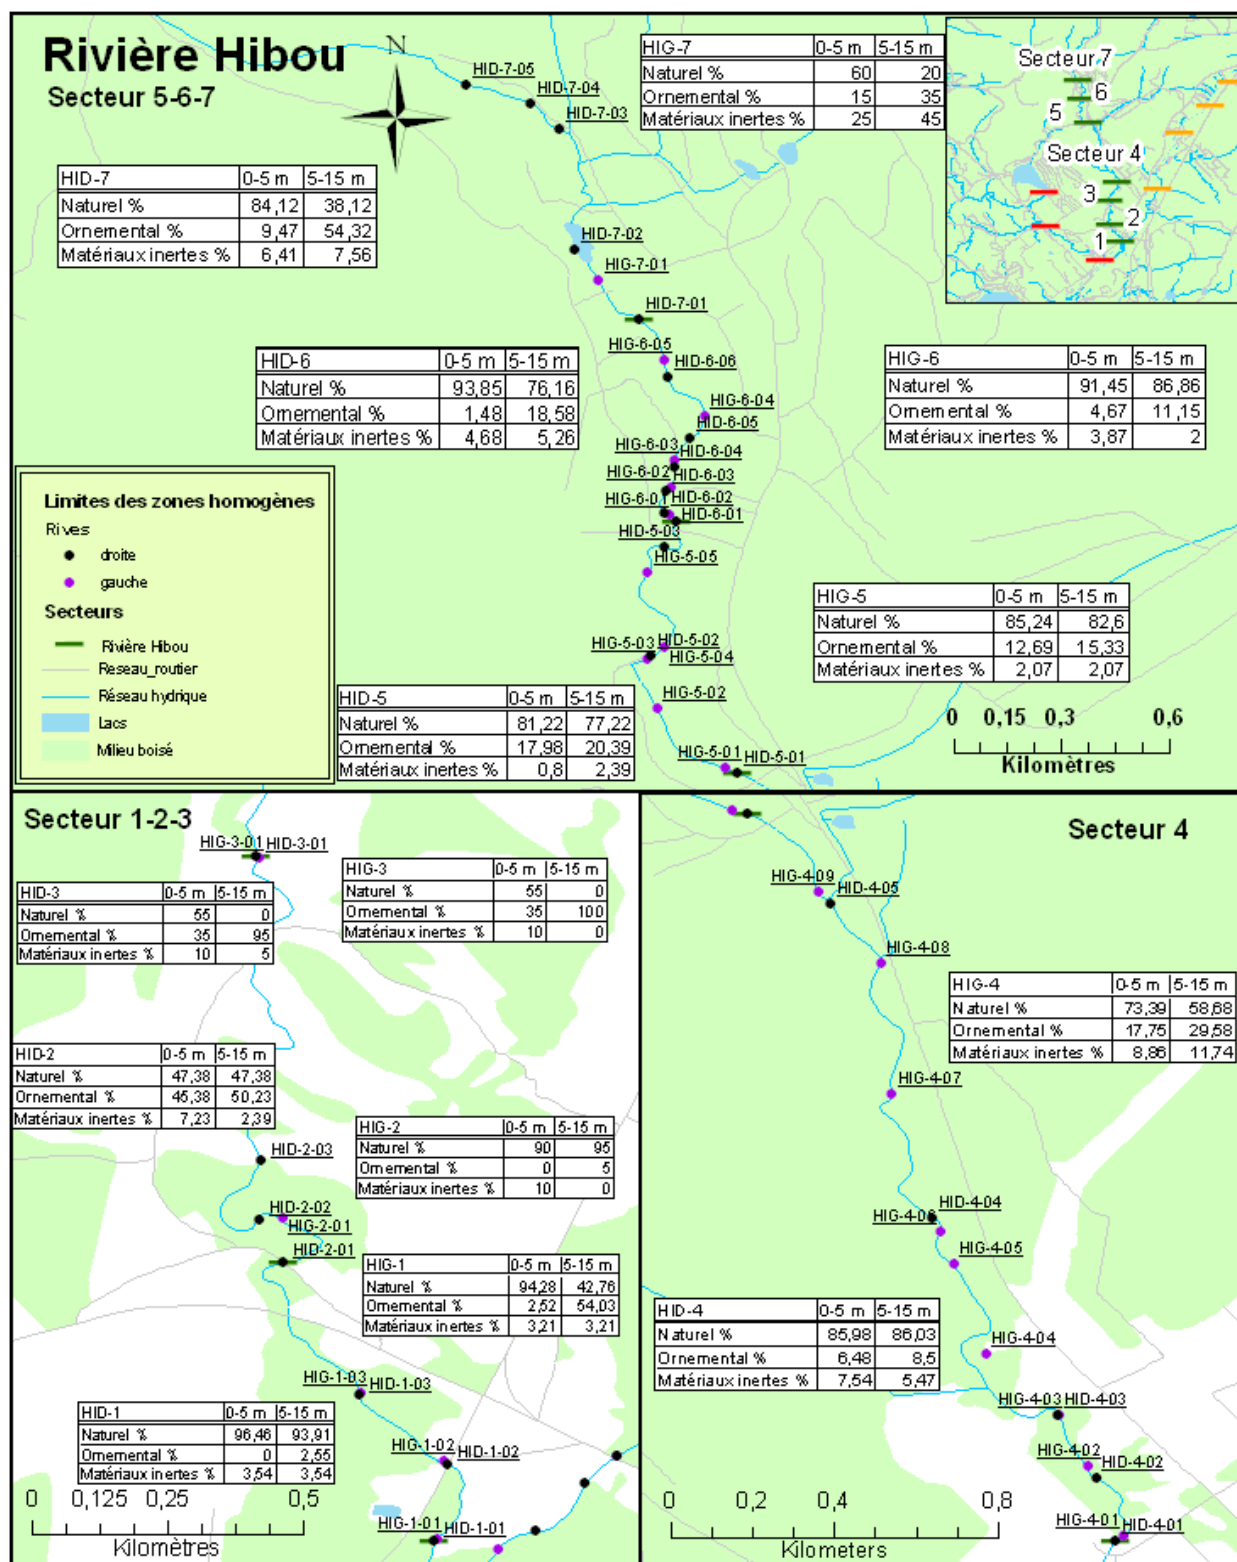 Rivière Hibou
Secteur 5-6-7
N
HID-7-05
HID-7-04
HID-7-03
HIG-7 0-5 m 5-15 m
Naturel % 60 20
Ornemental % 15 35
Matériaux inertes % 25 45
Secteur 7
6
5
Secteur 4
3
2
1
HID-7 0-5 m 5-15 m
Naturel % 84,12 38,12
Ornemental % 9,47 54,32
Matériaux inertes % 6,41 7,56
HID-7-02
HIG-7-01
HID-7-01
HIG-6-05
HID-6-06
HIG-6-04
HID-6-05
HIG-6-03
HID-6-04
HIG-6-02
HID-6-03
HIG-6-01
HID-6-02
HID-6-01
HID-5-03
HIG-5-05
HID-6 0-5 m 5-15 m
Naturel % 93,85 76,16
Ornemental % 1,48 18,58
Matériaux inertes % 4,68 5,26
HIG-6 0-5 m 5-15 m
Naturel % 91,45 86,86
Ornemental % 4,67 11,15
Matériaux inertes % 3,87 2
Limites des zones homogènes
Rives
droite
gauche
Secteurs
Rivière Hibou
Reseau_routier
Réseau hydrique
Lacs
Milieu boisé
HIG-5 0-5 m 5-15 m
Naturel % 85,24 82,6
Ornemental % 12,69 15,33
Matériaux inertes % 2,07 2,07
HIG-5-03
HID-5-02
HIG-5-04
HIG-5-02
HIG-5-01
HID-5-01
HID-5 0-5 m 5-15 m
Naturel % 81,22 77,22
Ornemental % 17,98 20,39
Matériaux inertes % 0,8 2,39
0 0,15 0,3 0,6
Kilomètres
Secteur 1-2-3
HIG-3-01
HID-3-01
HIG-3 0-5 m 5-15 m
Naturel % 55 0
Ornemental % 35 100
Matériaux inertes % 10 0
HID-3 0-5 m 5-15 m
Naturel % 55 0
Ornemental % 35 95
Matériaux inertes % 10 5
HID-2 0-5 m 5-15 m
Naturel % 47,38 47,38
Ornemental % 45,38 50,23
Matériaux inertes % 7,23 2,39
HIG-2 0-5 m 5-15 m
Naturel % 90 95
Ornemental % 0 5
Matériaux inertes % 10 0
HID-2-03
HID-2-02
HIG-2-01
HID-2-01
HIG-1 0-5 m 5-15 m
Naturel % 94,28 42,76
Ornemental % 2,52 54,03
Matériaux inertes % 3,21 3,21
HIG-1-03
HID-1-03
HID-1 0-5 m 5-15 m
Naturel % 96,46 93,91
Ornemental % 0 2,55
Matériaux inertes % 3,54 3,54
HIG-1-02
HID-1-02
HIG-1-01
HID-1-01
0 0,125 0,25 0,5
Kilomètres
Secteur 4
HIG-4-09
HID-4-05
HIG-4-08
HIG-4 0-5 m 5-15 m
Naturel % 73,39 58,68
Ornemental % 17,75 29,58
Matériaux inertes % 8,86 11,74
HIG-4-07
HID-4-04
HIG-4-06
HIG-4-05
HID-4 0-5 m 5-15 m
Naturel % 85,98 86,03
Ornemental % 6,48 8,5
Matériaux inertes % 7,54 5,47
HIG-4-04
HIG-4-03
HID-4-03
HIG-4-02
HID-4-02
HIG-4-01
HID-4-01
0 0,2 0,4 0,8
Kilometers